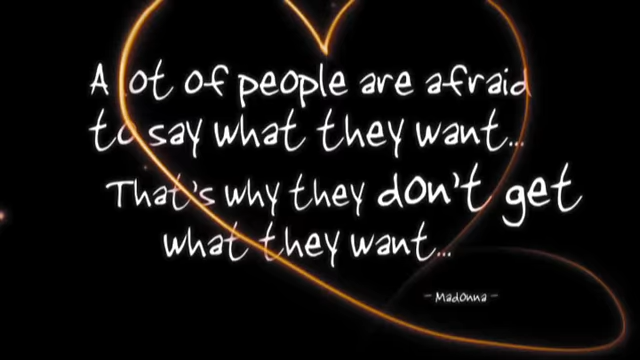 A lot of people are afraid
to say what they want...
That's why they don't get
what they want...
- Madonna -